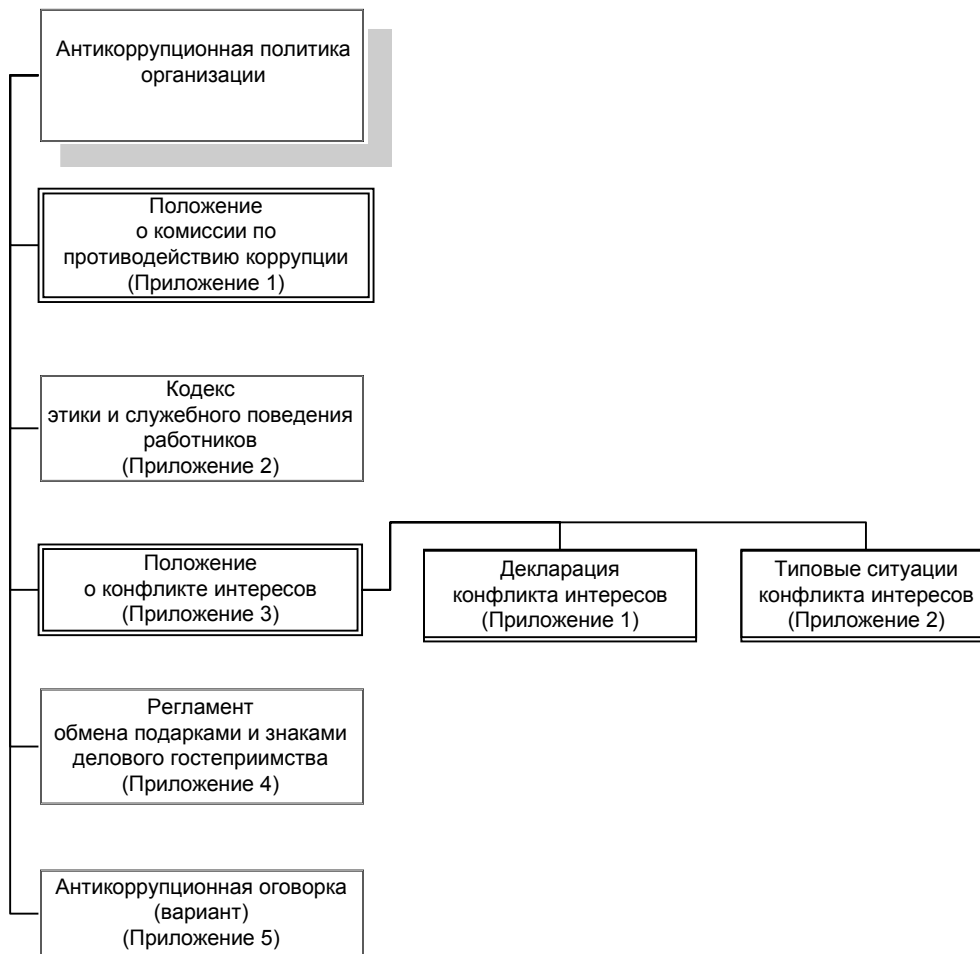 Антикоррупционная политика
организации
Положение
о комиссии по
противодействию коррупции
(Приложение 1)
Кодекс
этики и служебного поведения
работников
(Приложение 2)
Положение
о конфликте интересов
(Приложение 3)
Декларация
конфликта интересов
(Приложение 1)
Типовые ситуации
конфликта интересов
(Приложение 2)
Регламент
обмена подарками и знаками
делового гостеприимства
(Приложение 4)
Антикоррупционная оговорка
(вариант)
(Приложение 5)